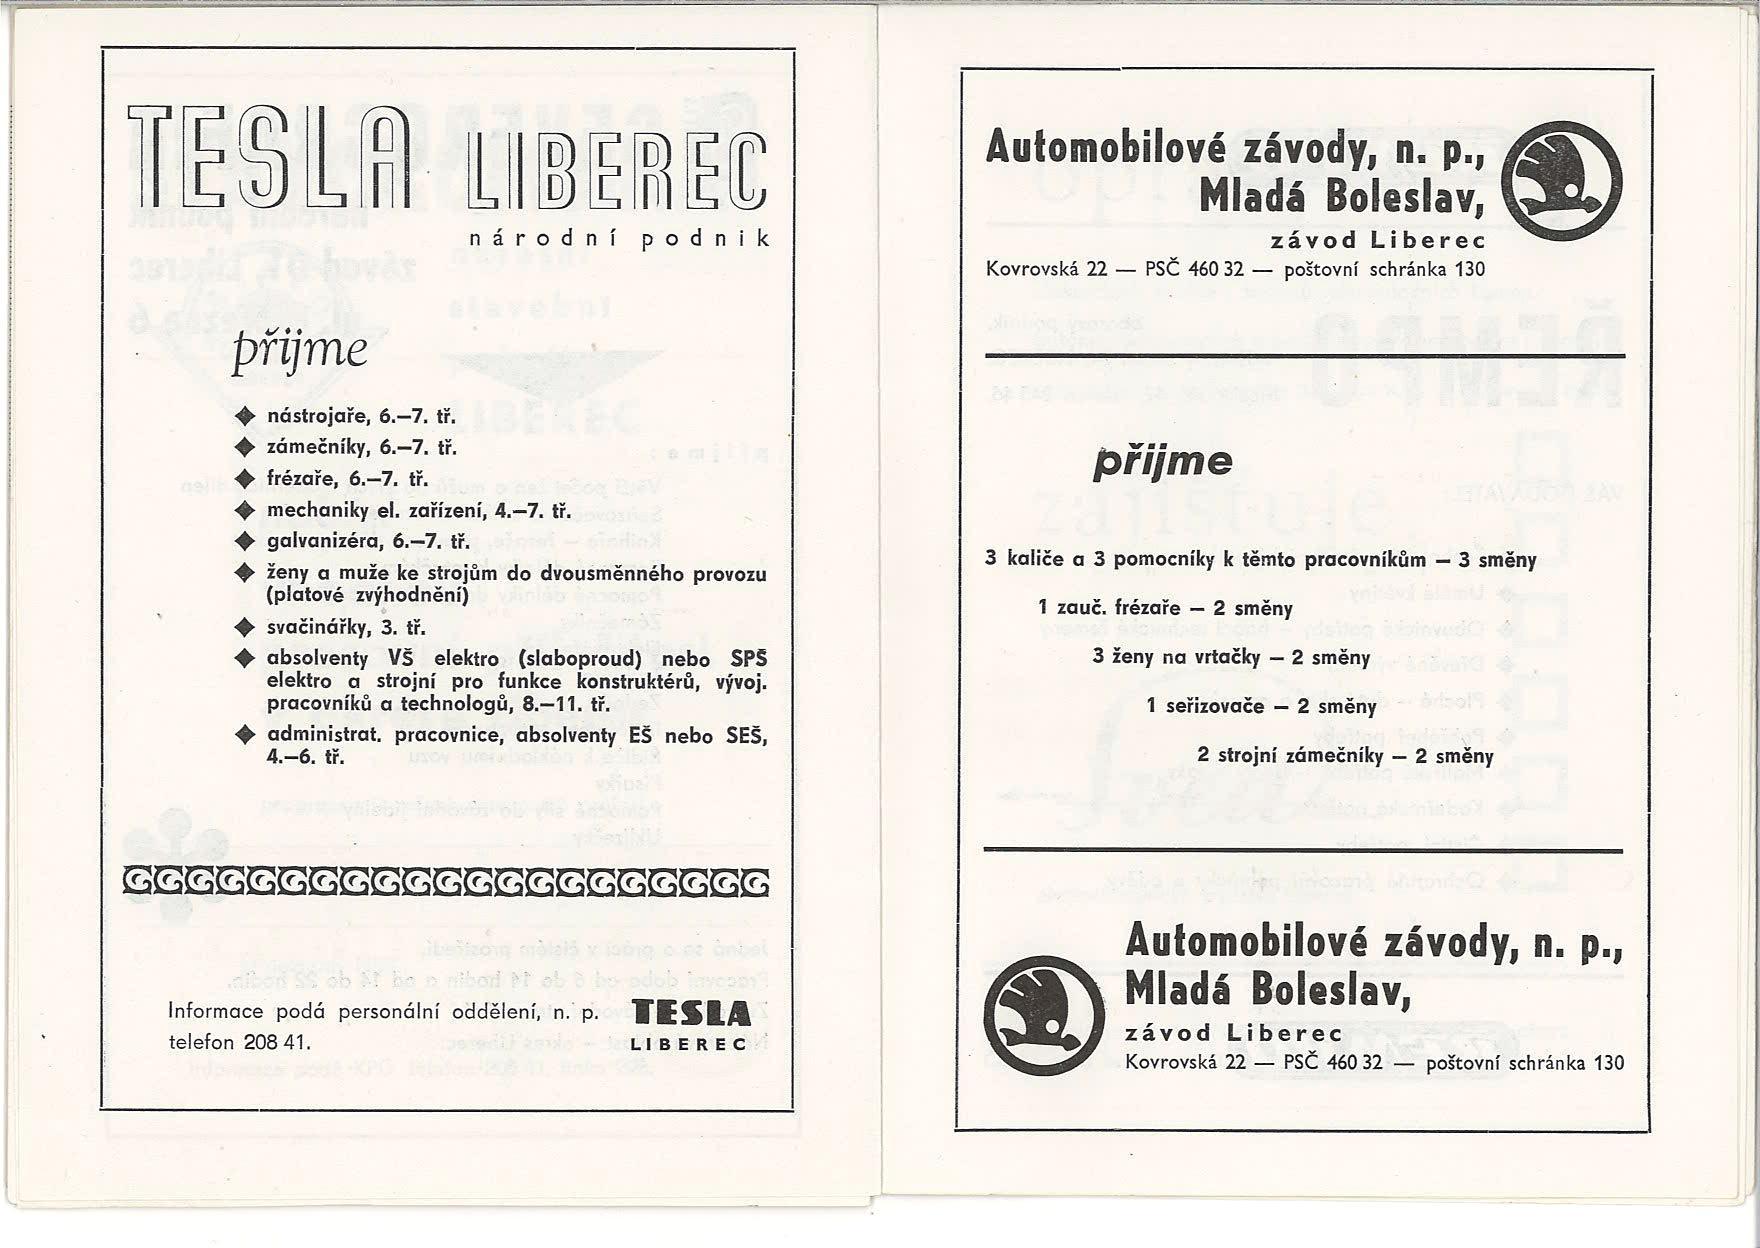 TESLA LIBEREC
národní podnik
přijme
nástrojaře, 6.–7. tř.
zámečníky, 6.–7. tř.
frézaře, 6.–7. tř.
mechaniky el. zařízení, 4.–7. tř.
galvanizéra, 6.–7. tř.
ženy a muže ke strojům do dvousměnného provozu
(platové zvýhodnění)
svačinářky, 3. tř.
absolventy VŠ elektro (slaboproud) nebo SPŠ
elektro a strojní pro funkce konstruktérů, vývoj.
pracovníků a technologů, 8.–11. tř.
administrat. pracovnice, absolventy EŠ nebo SEŠ,
4.–6. tř.
Informace podá personální oddělení, n. p.
telefon 208 41.
TESLA
LIBEREC
Automobilové závody, n. p.,
Mladá Boleslav,
závod Liberec
Kovrovská 22 — PSČ 460 32 — poštovní schránka 130
přijme
3 kaliče a 3 pomocníky k těmto pracovníkům – 3 směny
1 zauč. frézaře – 2 směny
3 ženy na vrtačky – 2 směny
1 seřizovače – 2 směny
2 strojní zámečníky – 2 směny
Automobilové závody, n. p.,
Mladá Boleslav,
závod Liberec
Kovrovská 22 — PSČ 460 32 — poštovní schránka 130